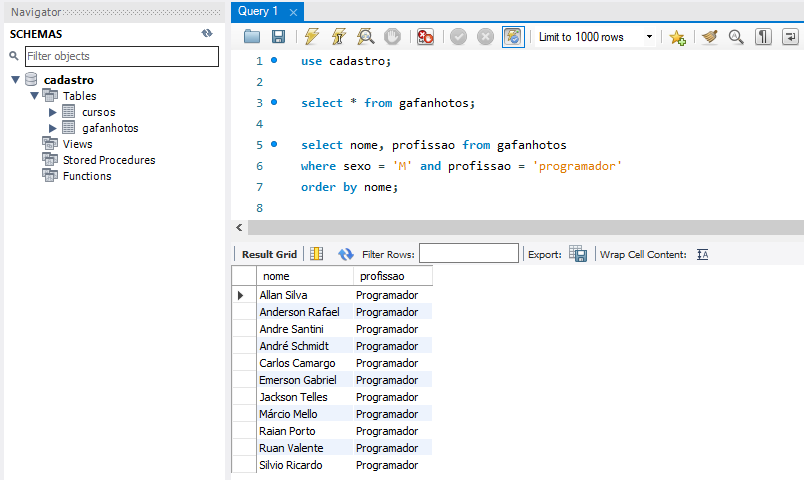 Navigator
SCHEMAS
Filter objects
cadastro
Tables
cursos
gafanhotos
Views
Stored Procedures
Functions
Query 1
Limit to 1000 rows
1 use cadastro;
2
3 select * from gafanhotos;
4
5 select nome, profissao from gafanhotos
6 where sexo = 'M' and profissao = 'programador'
7 order by nome;
8
Result Grid Filter Rows: Export: Wrap Cell Content:
nome profissao
Allan Silva Programador
Anderson Rafael Programador
Andre Santini Programador
André Schmidt Programador
Carlos Camargo Programador
Emerson Gabriel Programador
Jackson Telles Programador
Márcio Mello Programador
Raian Porto Programador
Ruan Valente Programador
Silvio Ricardo Programador